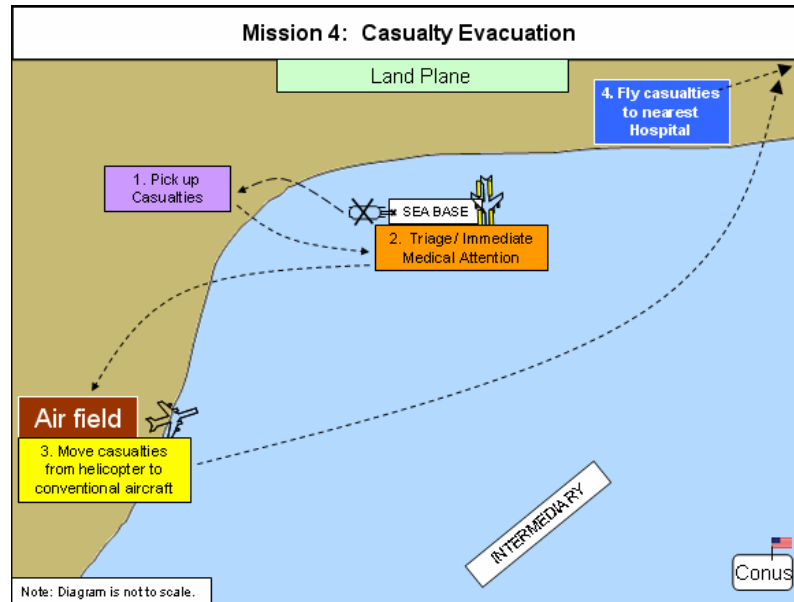 Mission 4: Casualty Evacuation
Land Plane
4. Fly casualties
to nearest
Hospital
1. Pick up
Casualties
SEA BASE
2. Triage/ Immediate
Medical Attention
Air field
3. Move casualties
from helicopter to
conventional aircraft
INTERMEDIARY
Conus
Note: Diagram is not to scale.